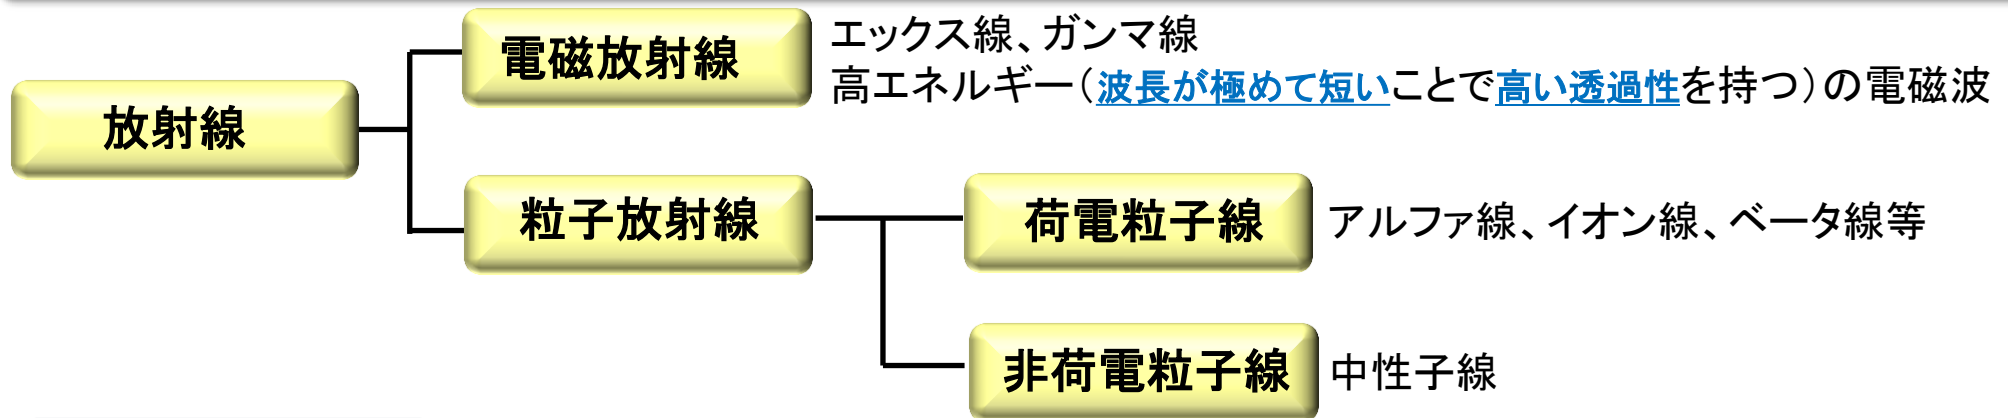 電磁放射線
エックス線、ガンマ線
高エネルギー（波長が極めて短いことで高い透過性を持つ）の電磁波
放射線
粒子放射線
荷電粒子線
アルファ線、イオン線、ベータ線等
非荷電粒子線
中性子線